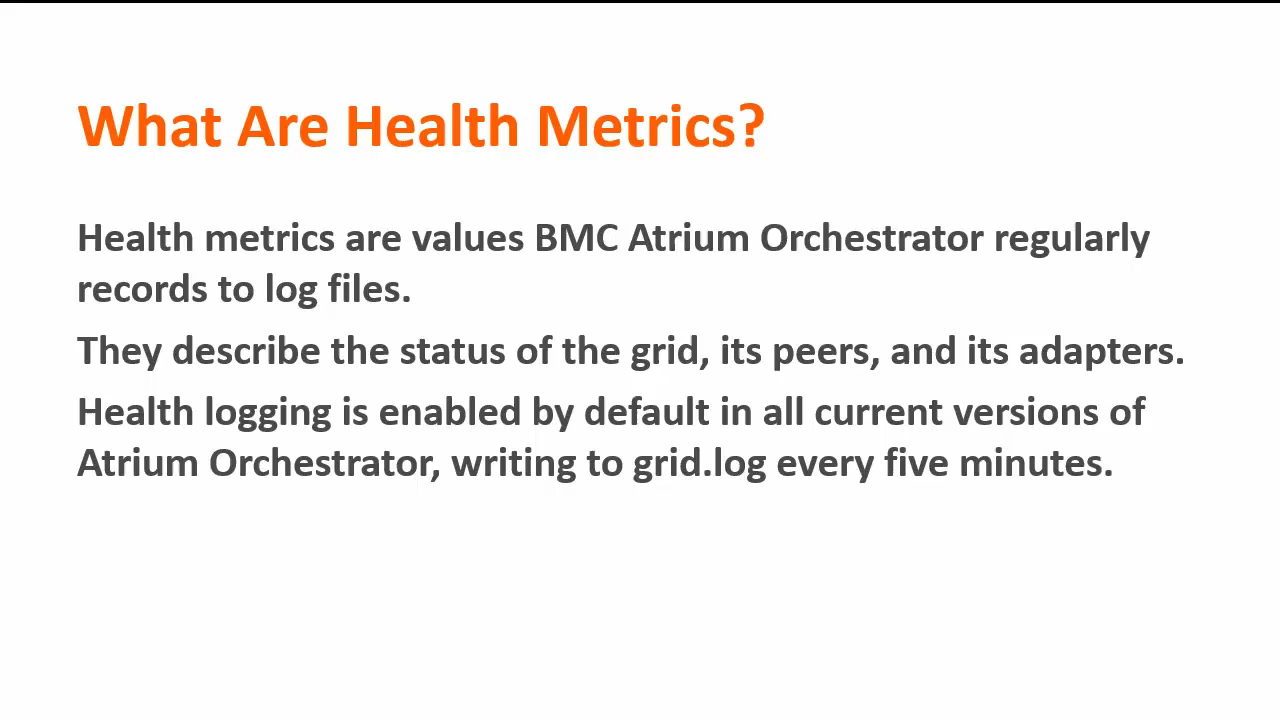 What Are Health Metrics?
Health metrics are values BMC Atrium Orchestrator regularly
records to log files.
They describe the status of the grid, its peers, and its adapters.
Health logging is enabled by default in all current versions of
Atrium Orchestrator, writing to grid.log every five minutes.